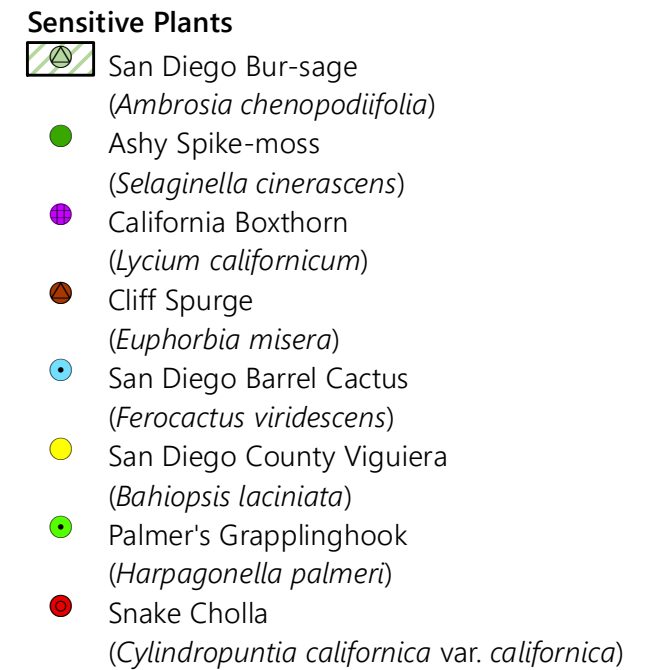 Sensitive Plants
San Diego Bur-sage
(Ambrosia chenopodiifolia)
Ashy Spike-moss
(Selaginella cinerascens)
California Boxthorn
(Lycium californicum)
Cliff Spurge
(Euphorbia misera)
San Diego Barrel Cactus
(Ferocactus viridescens)
San Diego County Viguiera
(Bahiopsis laciniata)
Palmer's Grapplinghook
(Harpagonella palmeri)
Snake Cholla
(Cylindropuntia californica var. californica)